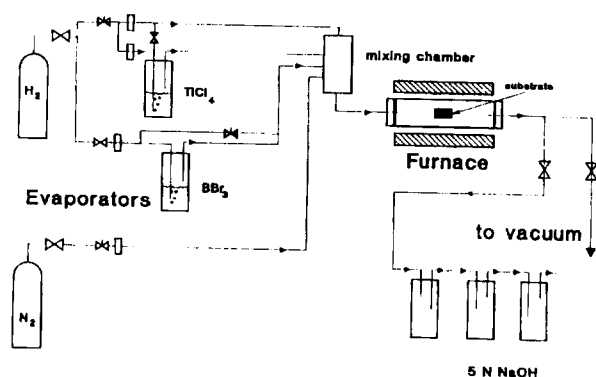 mixing chamber
H2
TiCl4
substrate
Furnace
BBr3
Evaporators
to vacuum
N2
5 N NaOH